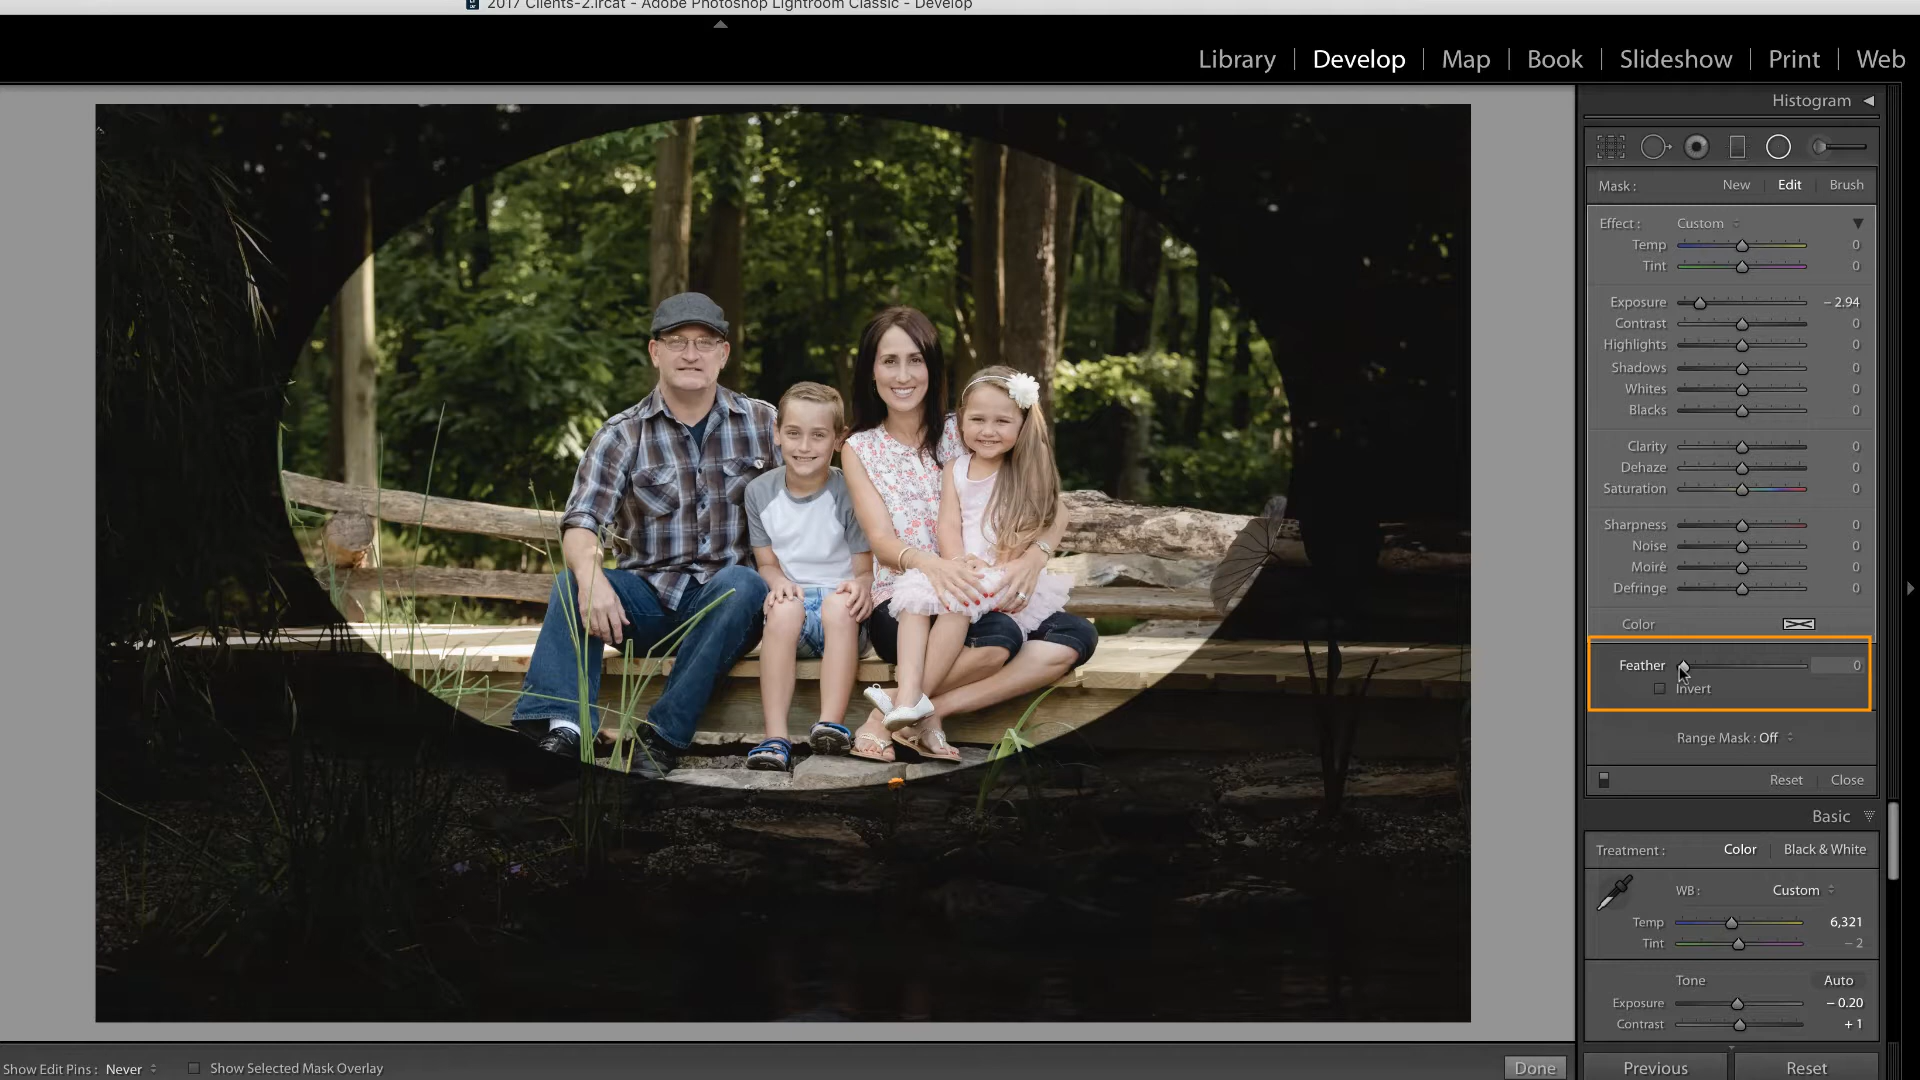 2017 Clients-2.lrcat - Adobe Photoshop Lightroom Classic - Develop
Library | Develop | Map | Book | Slideshow | Print | Web
Histogram
Mask : New Edit Brush
Effect : Custom
Temp 0
Tint 0
Exposure – 2.94
Contrast 0
Highlights 0
Shadows 0
Whites 0
Blacks 0
Clarity 0
Dehaze 0
Saturation 0
Sharpness 0
Noise 0
Moiré 0
Defringe 0
Color
Feather 0
Invert
Range Mask : Off
Reset Close
Basic
Treatment : Color Black & White
WB : Custom
Temp 6,321
Tint – 2
Tone Auto
Exposure – 0.20
Contrast + 1
Show Edit Pins : Never Show Selected Mask Overlay Done Previous Reset